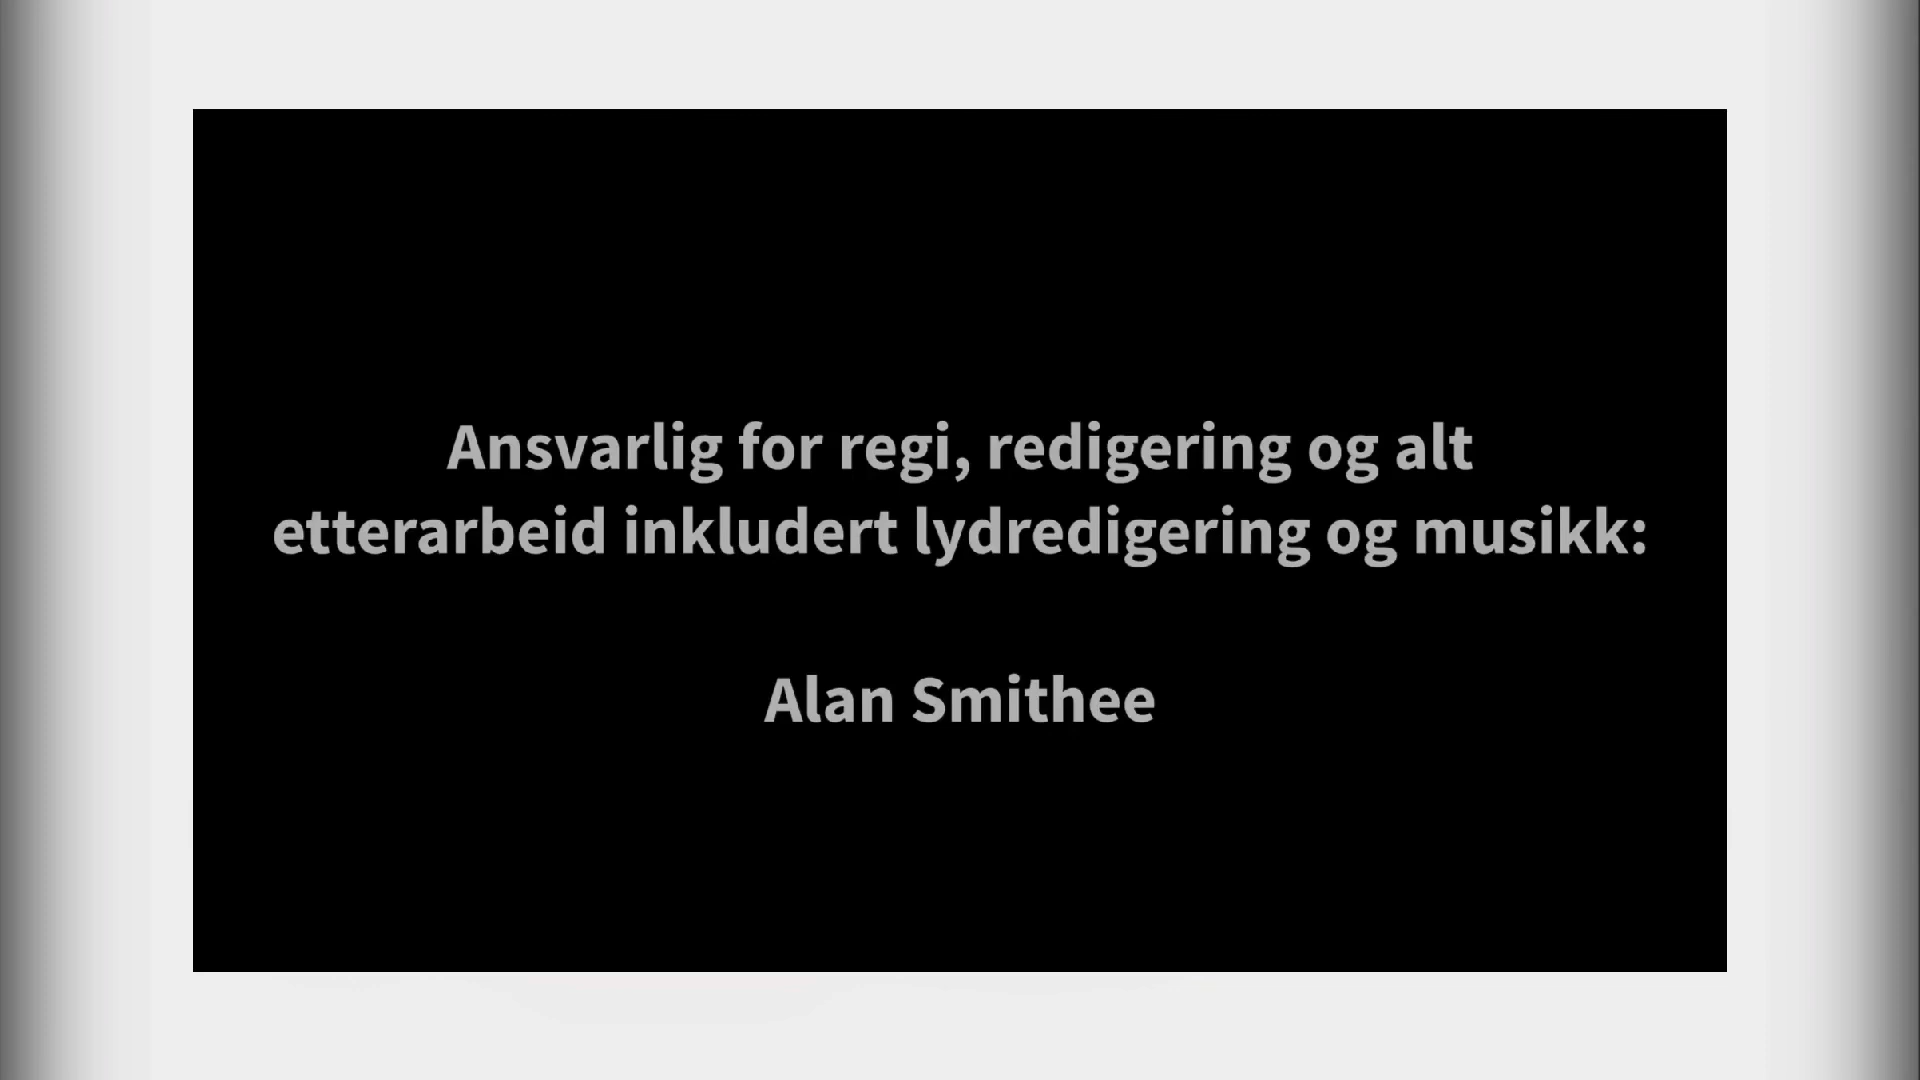 Ansvarlig for regi, redigering og alt
etterarbeid inkludert lydredigering og musikk:
Alan Smithee